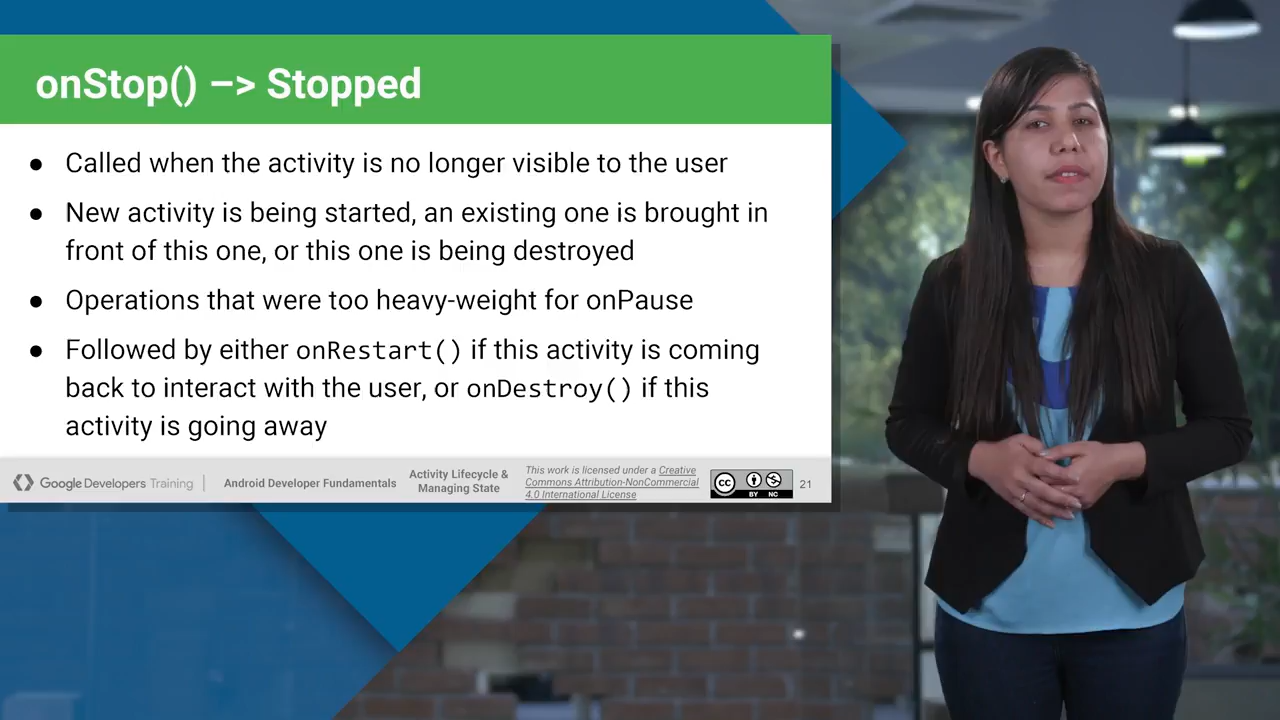 onStop() –> Stopped
● Called when the activity is no longer visible to the user
● New activity is being started, an existing one is brought in
front of this one, or this one is being destroyed
● Operations that were too heavy-weight for onPause
● Followed by either onRestart() if this activity is coming
back to interact with the user, or onDestroy() if this
activity is going away
Google Developers Training
Android Developer Fundamentals
Activity Lifecycle &
Managing State
This work is licensed under a Creative
Commons Attribution-NonCommercial
4.0 International License
cc BY NC
21